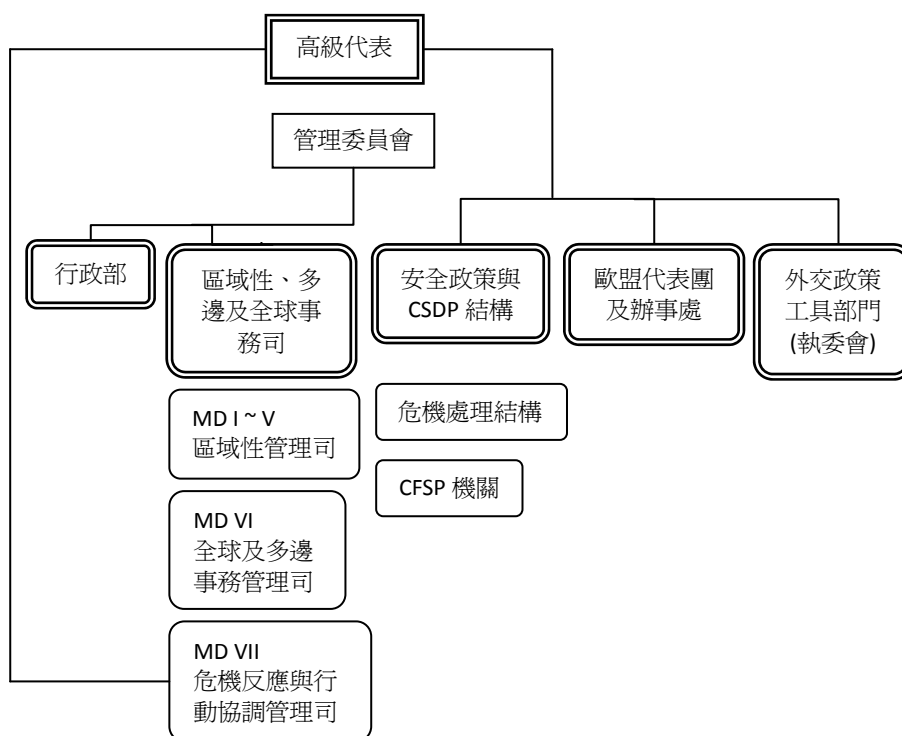 高級代表
管理委員會
行政部
區域性、多
邊及全球事
務司
安全政策與
CSDP 結構
歐盟代表團
及辦事處
外交政策
工具部門
(執委會)
MD I ~ V
區域性管理司
危機處理結構
CFSP 機關
MD VI
全球及多邊
事務管理司
MD VII
危機反應與行
動協調管理司